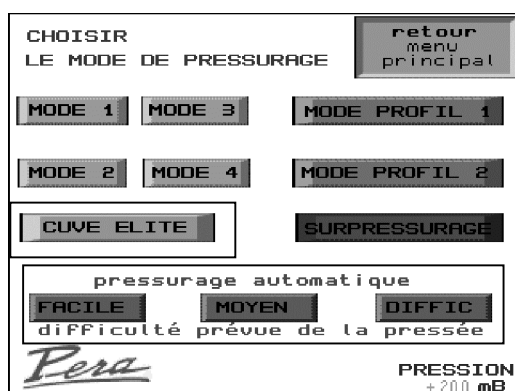 CHOISIR
LE MODE DE PRESSURAGE
retour
menu
principal
MODE 1
MODE 3
MODE PROFIL 1
MODE 2
MODE 4
MODE PROFIL 2
CUVE ELITE
SURPRESSURAGE
pressurage automatique
FACILE
MOYEN
DIFFIC
difficulté prévue de la pressée
Pera
PRESSION
+200 mB